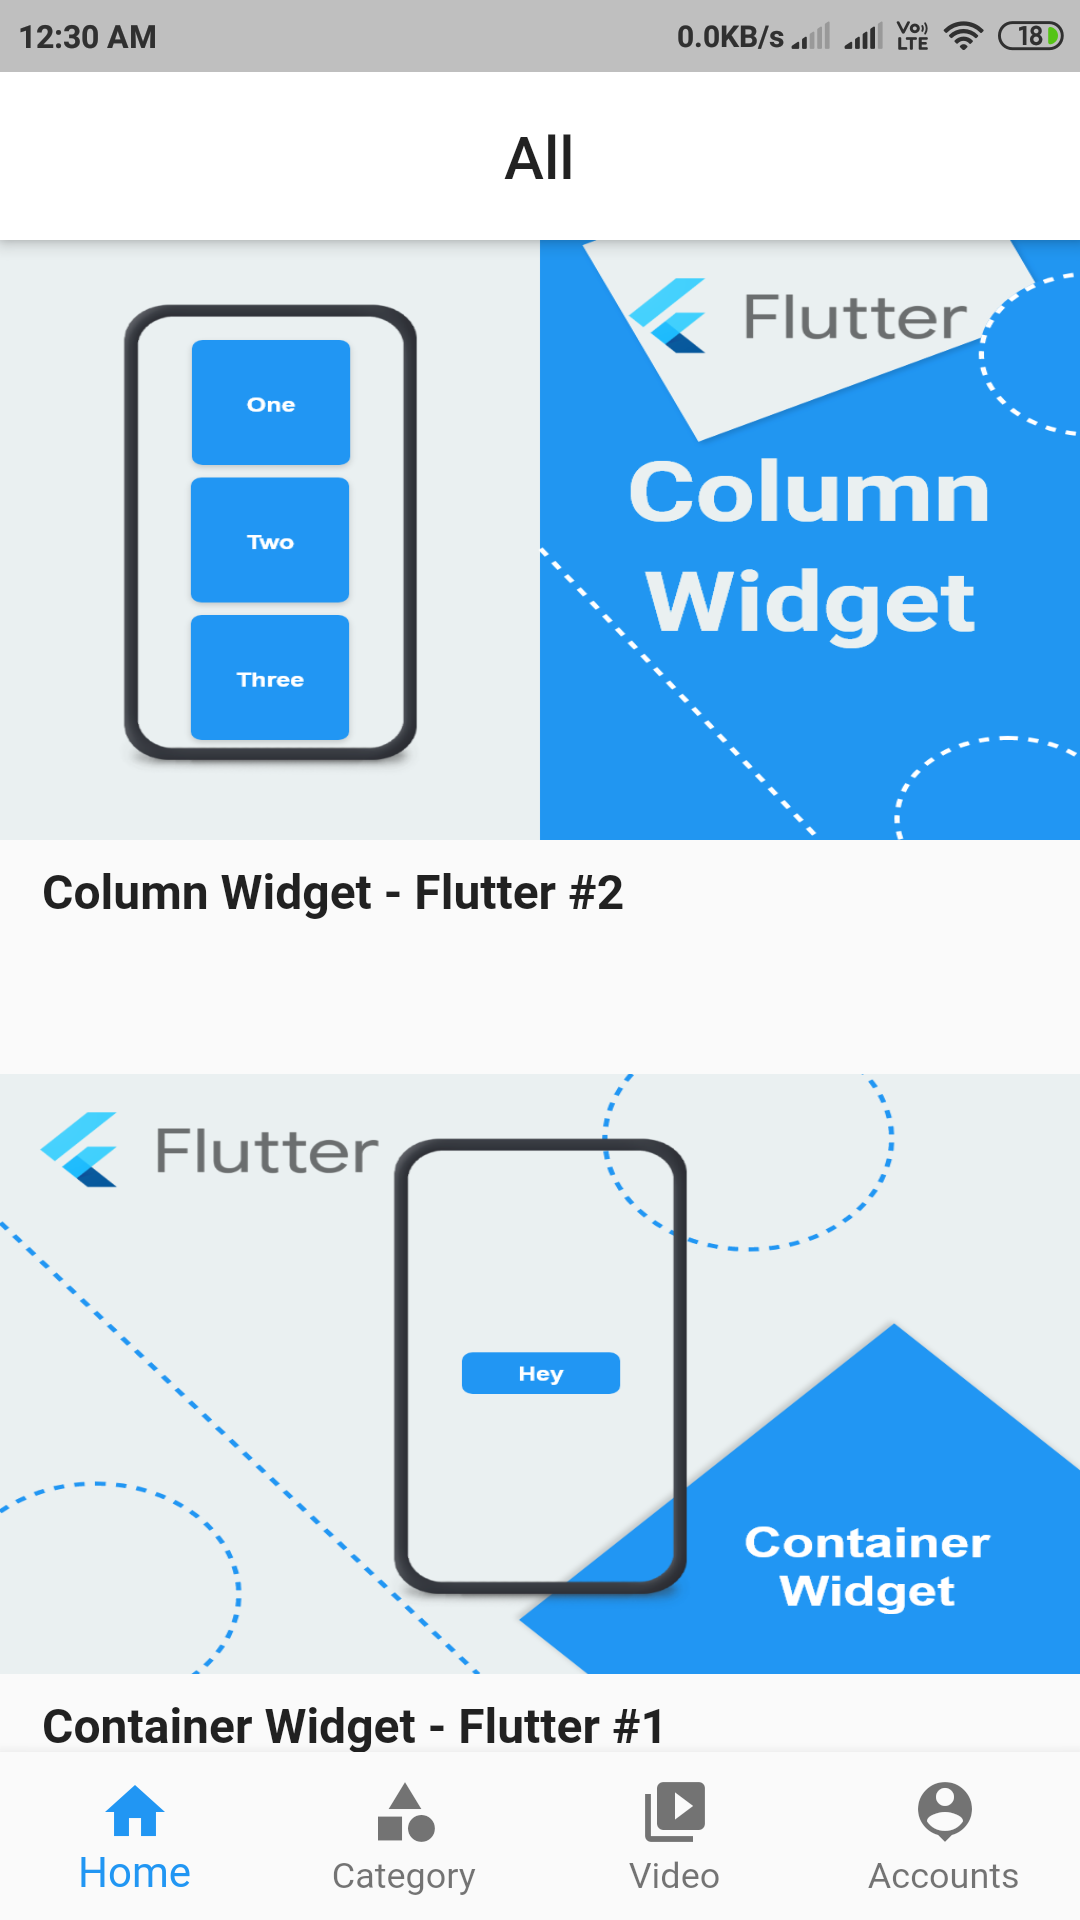 12:30 AM 0.0KB/s Vo)) LTE 18
All
One
Two
Three
Flutter
Column
Widget
Column Widget - Flutter #2
Flutter
Hey
Container
Widget
Container Widget - Flutter #1
Home Category Video Accounts